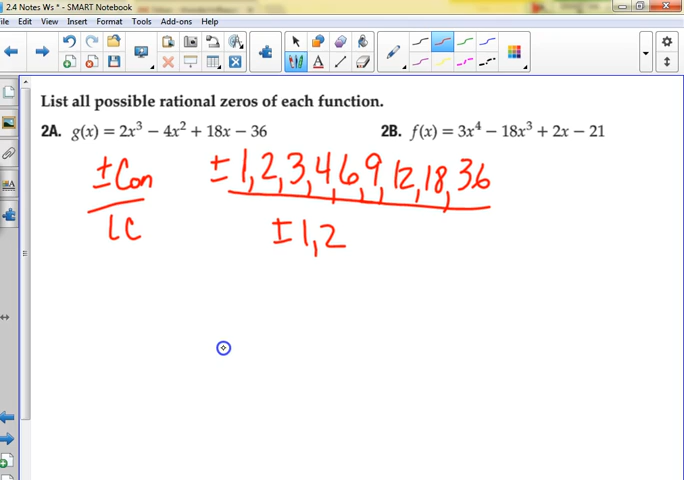 2.4 Notes Ws * - SMART Notebook
Edit View Insert Format Tools Add-ons Help
List all possible rational zeros of each function.
2A. g(x) = 2x³ − 4x² + 18x − 36 2B. f(x) = 3x⁴ − 18x³ + 2x − 21
±Con ±1,2,3,4,6,9,12,18,36
LC ±1,2